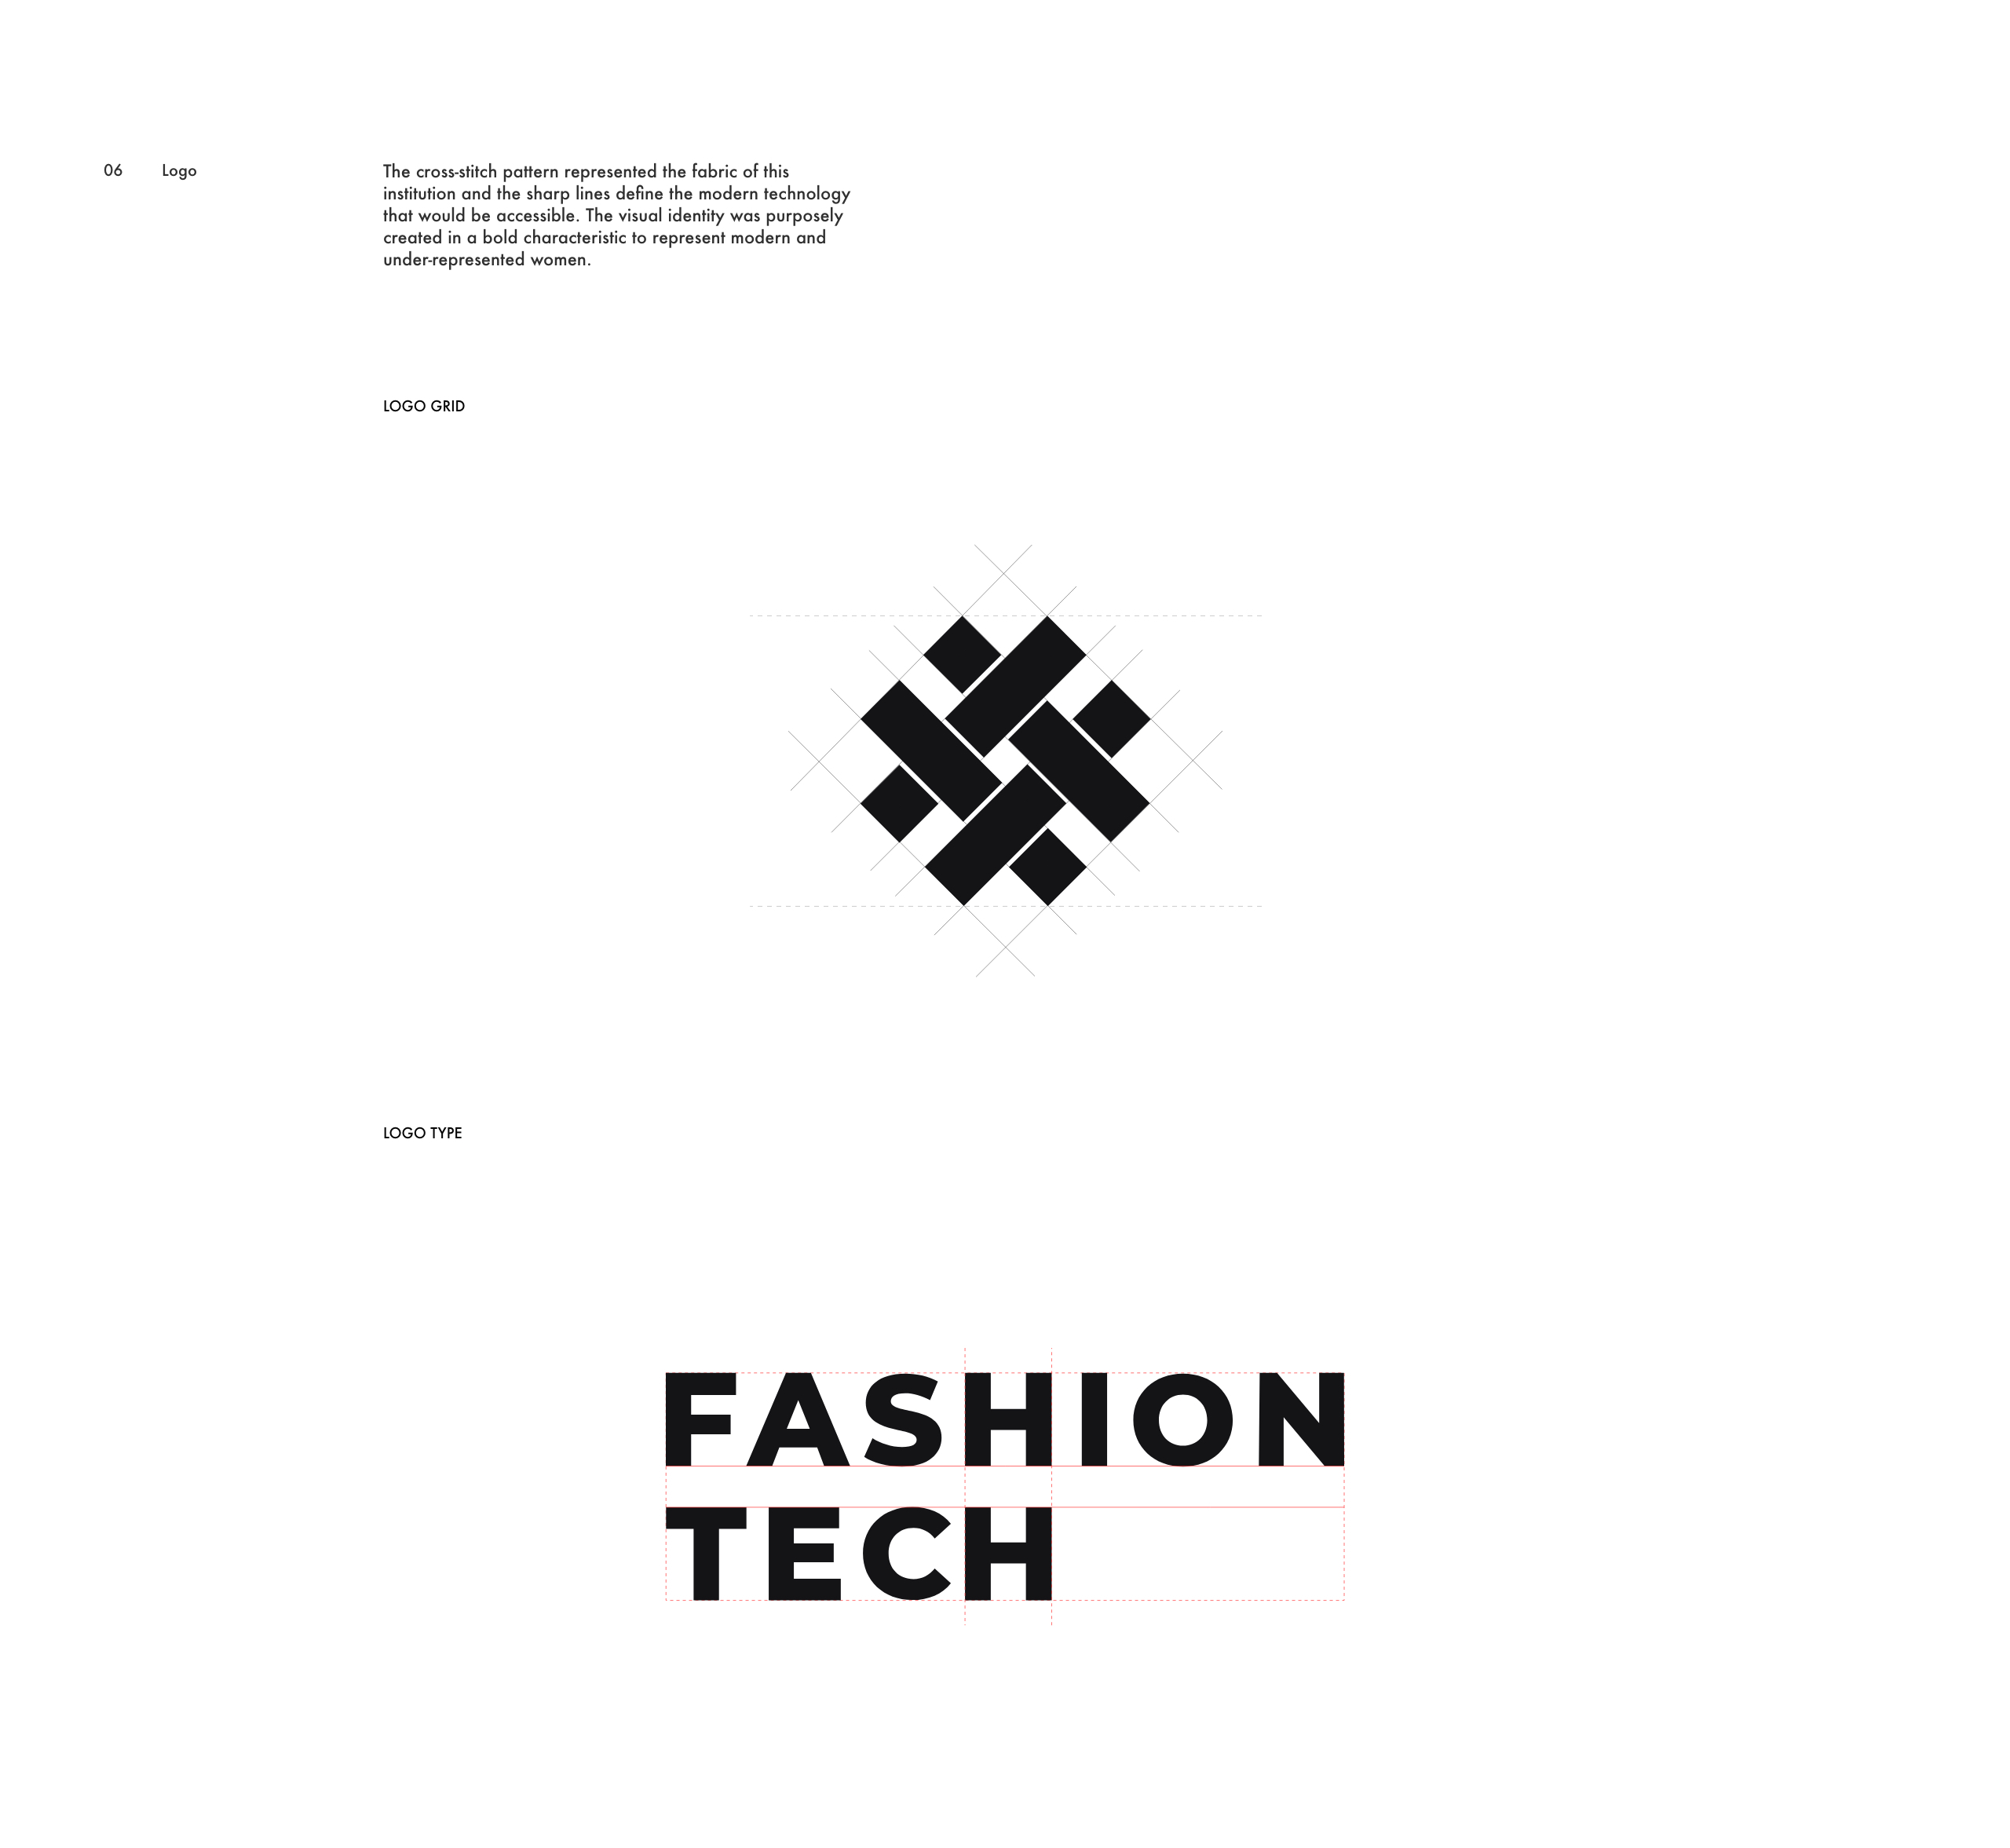 06 Logo
The cross-stitch pattern represented the fabric of this
institution and the sharp lines define the modern technology
that would be accessible. The visual identity was purposely
created in a bold characteristic to represent modern and
under-represented women.
LOGO GRID
LOGO TYPE
FASHION
TECH